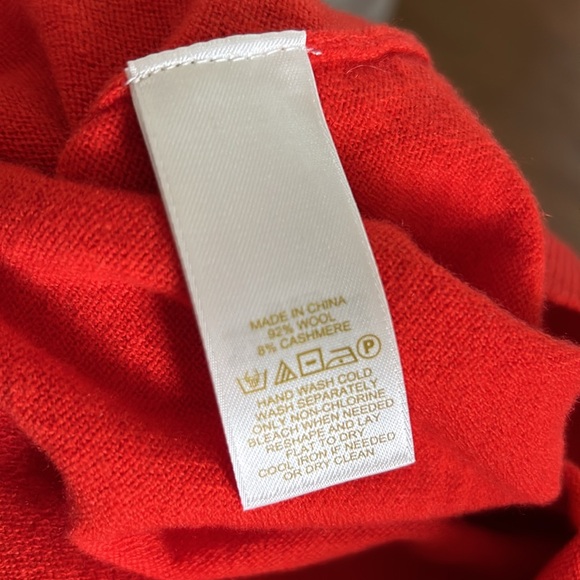 MADE IN CHINA
92% WOOL
8% CASHMERE
P
HAND WASH COLD
WASH SEPARATELY
ONLY NON-CHLORINE
BLEACH WHEN NEEDED
RESHAPE AND LAY
FLAT TO DRY
COOL IRON IF NEEDED
OR DRY CLEAN